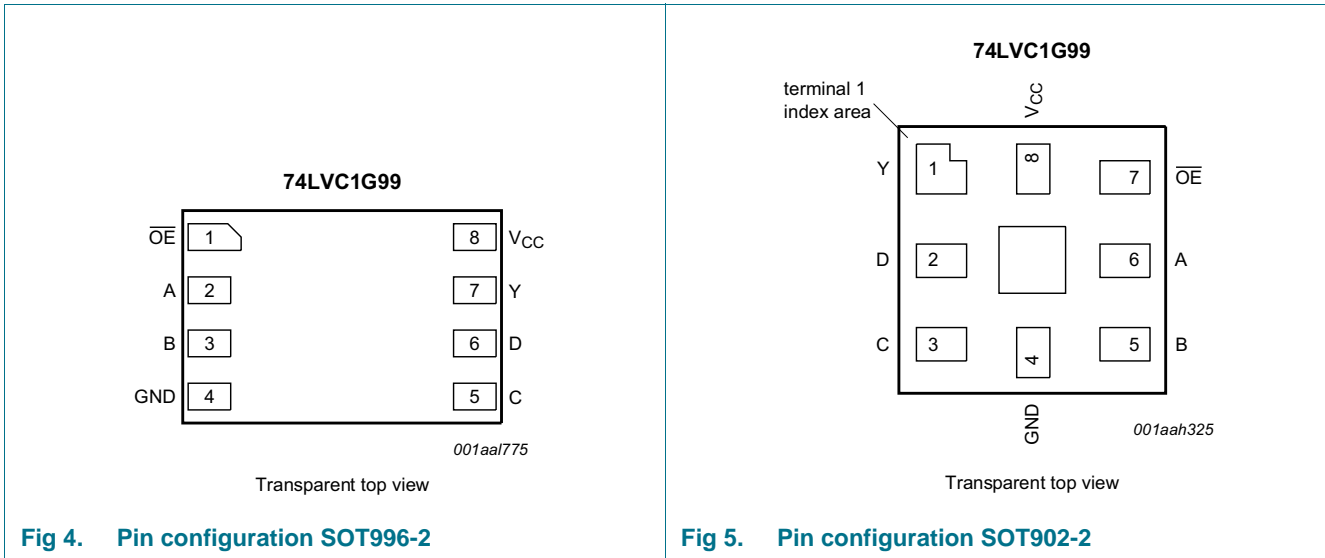 74LVC1G99
OE 1 8 VCC
A 2 7 Y
B 3 6 D
GND 4 5 C
001aal775
Transparent top view
Fig 4. Pin configuration SOT996-2
74LVC1G99
terminal 1
index area
VCC
Y 1 8 7 OE
D 2 6 A
C 3 4 5 B
GND
001aah325
Transparent top view
Fig 5. Pin configuration SOT902-2